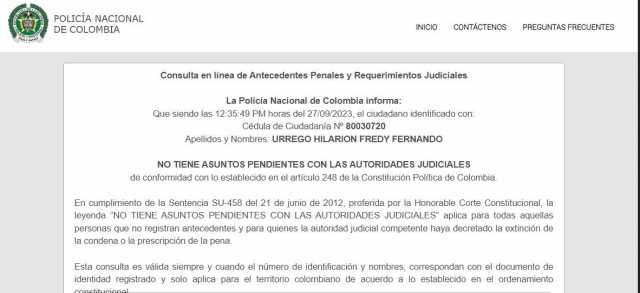 POLICÍA NACIONAL
DE COLOMBIA
INICIO CONTÁCTENOS PREGUNTAS FRECUENTES
Consulta en línea de Antecedentes Penales y Requerimientos Judiciales
La Policía Nacional de Colombia informa:
Que siendo las 12:35:49 PM horas del 27/09/2023, el ciudadano identificado con:
Cédula de Ciudadanía Nº 80030720
Apellidos y Nombres: URREGO HILARION FREDY FERNANDO
NO TIENE ASUNTOS PENDIENTES CON LAS AUTORIDADES JUDICIALES
de conformidad con lo establecido en el artículo 248 de la Constitución Política de Colombia.
En cumplimiento de la Sentencia SU-458 del 21 de junio de 2012, proferida por la Honorable Corte Constitucional, la
leyenda "NO TIENE ASUNTOS PENDIENTES CON LAS AUTORIDADES JUDICIALES" aplica para todas aquellas
personas que no registran antecedentes y para quienes la autoridad judicial competente haya decretado la extinción de
la condena o la prescripción de la pena.
Esta consulta es válida siempre y cuando el número de identificación y nombres, correspondan con el documento de
identidad registrado y solo aplica para el territorio colombiano de acuerdo a lo establecido en el ordenamiento
constitucional